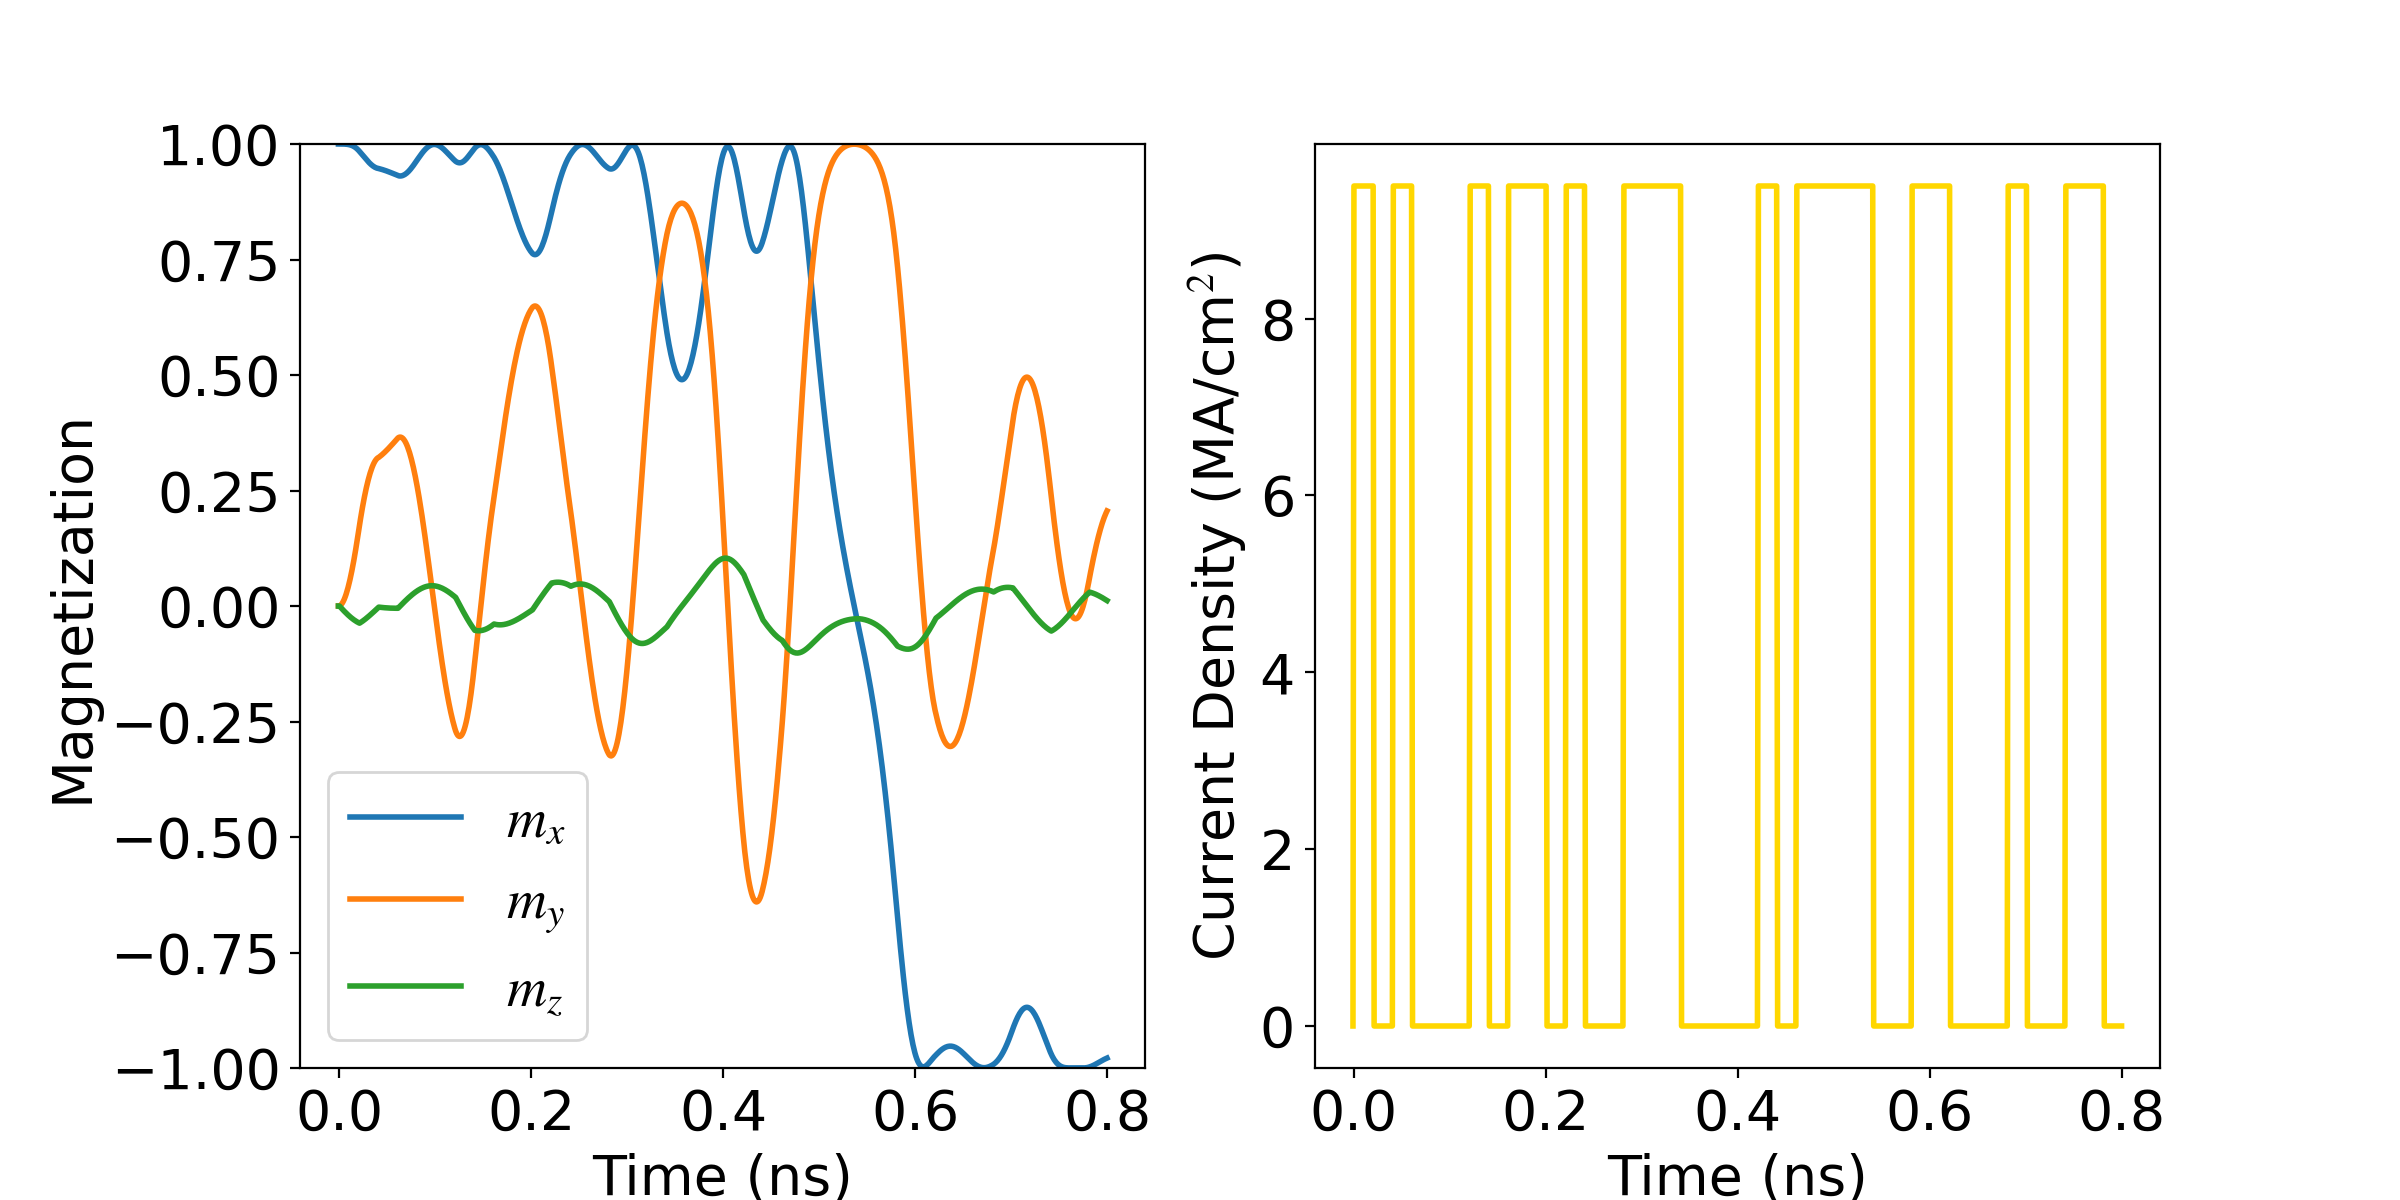 1.00
0.75
0.50
0.25
0.00
−0.25
−0.50
−0.75
−1.00
Magnetization
m_x
m_y
m_z
0.0 0.2 0.4 0.6 0.8
Time (ns)
8
6
4
2
0
Current Density (MA/cm²)
0.0 0.2 0.4 0.6 0.8
Time (ns)